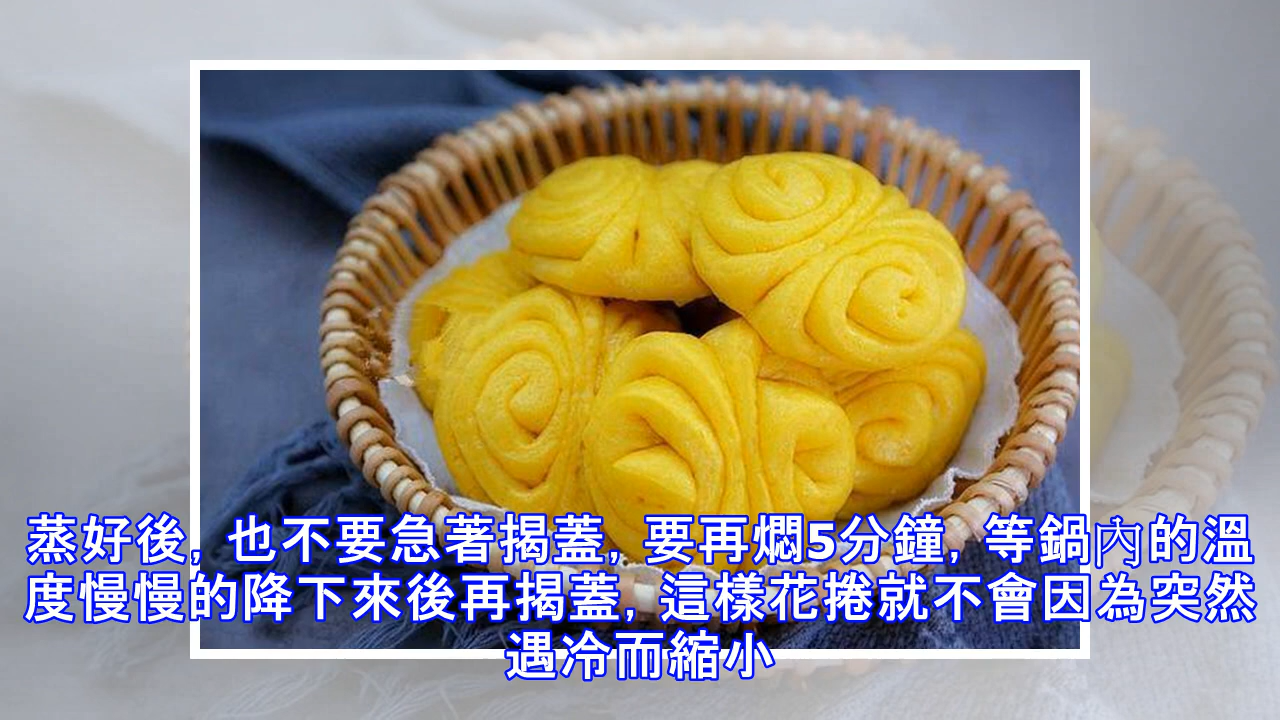 蒸好後, 也不要急著揭蓋, 要再燜5分鐘, 等鍋內的溫
度慢慢的降下來後再揭蓋, 這樣花捲就不會因為突然
遇冷而縮小